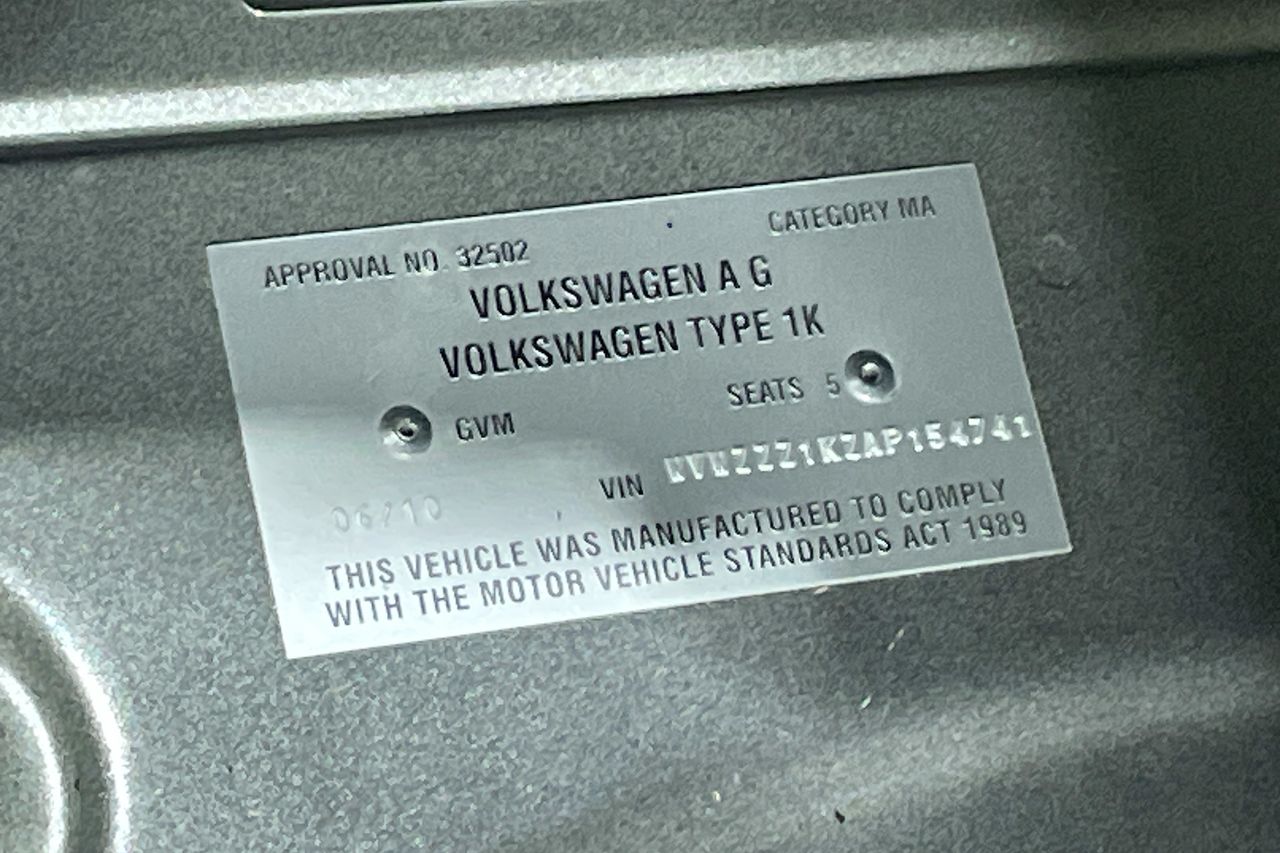 APPROVAL NO. 32502
CATEGORY MA
VOLKSWAGEN A G
VOLKSWAGEN TYPE 1K
GVM
SEATS 5
VIN WVWZZZ1KZAP154741
06/10
THIS VEHICLE WAS MANUFACTURED TO COMPLY
WITH THE MOTOR VEHICLE STANDARDS ACT 1989